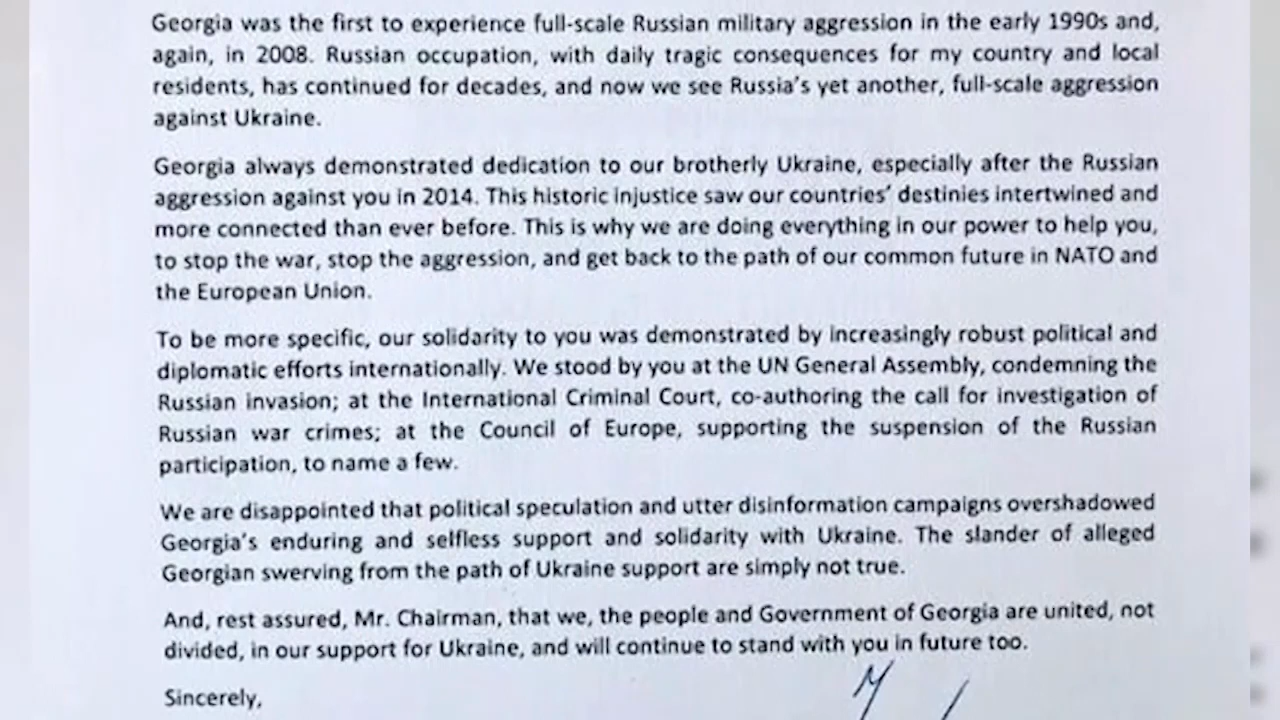 Georgia was the first to experience full-scale Russian military aggression in the early 1990s and,
again, in 2008. Russian occupation, with daily tragic consequences for my country and local
residents, has continued for decades, and now we see Russia's yet another, full-scale aggression
against Ukraine.
Georgia always demonstrated dedication to our brotherly Ukraine, especially after the Russian
aggression against you in 2014. This historic injustice saw our countries' destinies intertwined and
more connected than ever before. This is why we are doing everything in our power to help you,
to stop the war, stop the aggression, and get back to the path of our common future in NATO and
the European Union.
To be more specific, our solidarity to you was demonstrated by increasingly robust political and
diplomatic efforts internationally. We stood by you at the UN General Assembly, condemning the
Russian invasion; at the International Criminal Court, co-authoring the call for investigation of
Russian war crimes; at the Council of Europe, supporting the suspension of the Russian
participation, to name a few.
We are disappointed that political speculation and utter disinformation campaigns overshadowed
Georgia's enduring and selfless support and solidarity with Ukraine. The slander of alleged
Georgian swerving from the path of Ukraine support are simply not true.
And, rest assured, Mr. Chairman, that we, the people and Government of Georgia are united, not
divided, in our support for Ukraine, and will continue to stand with you in future too.
Sincerely,